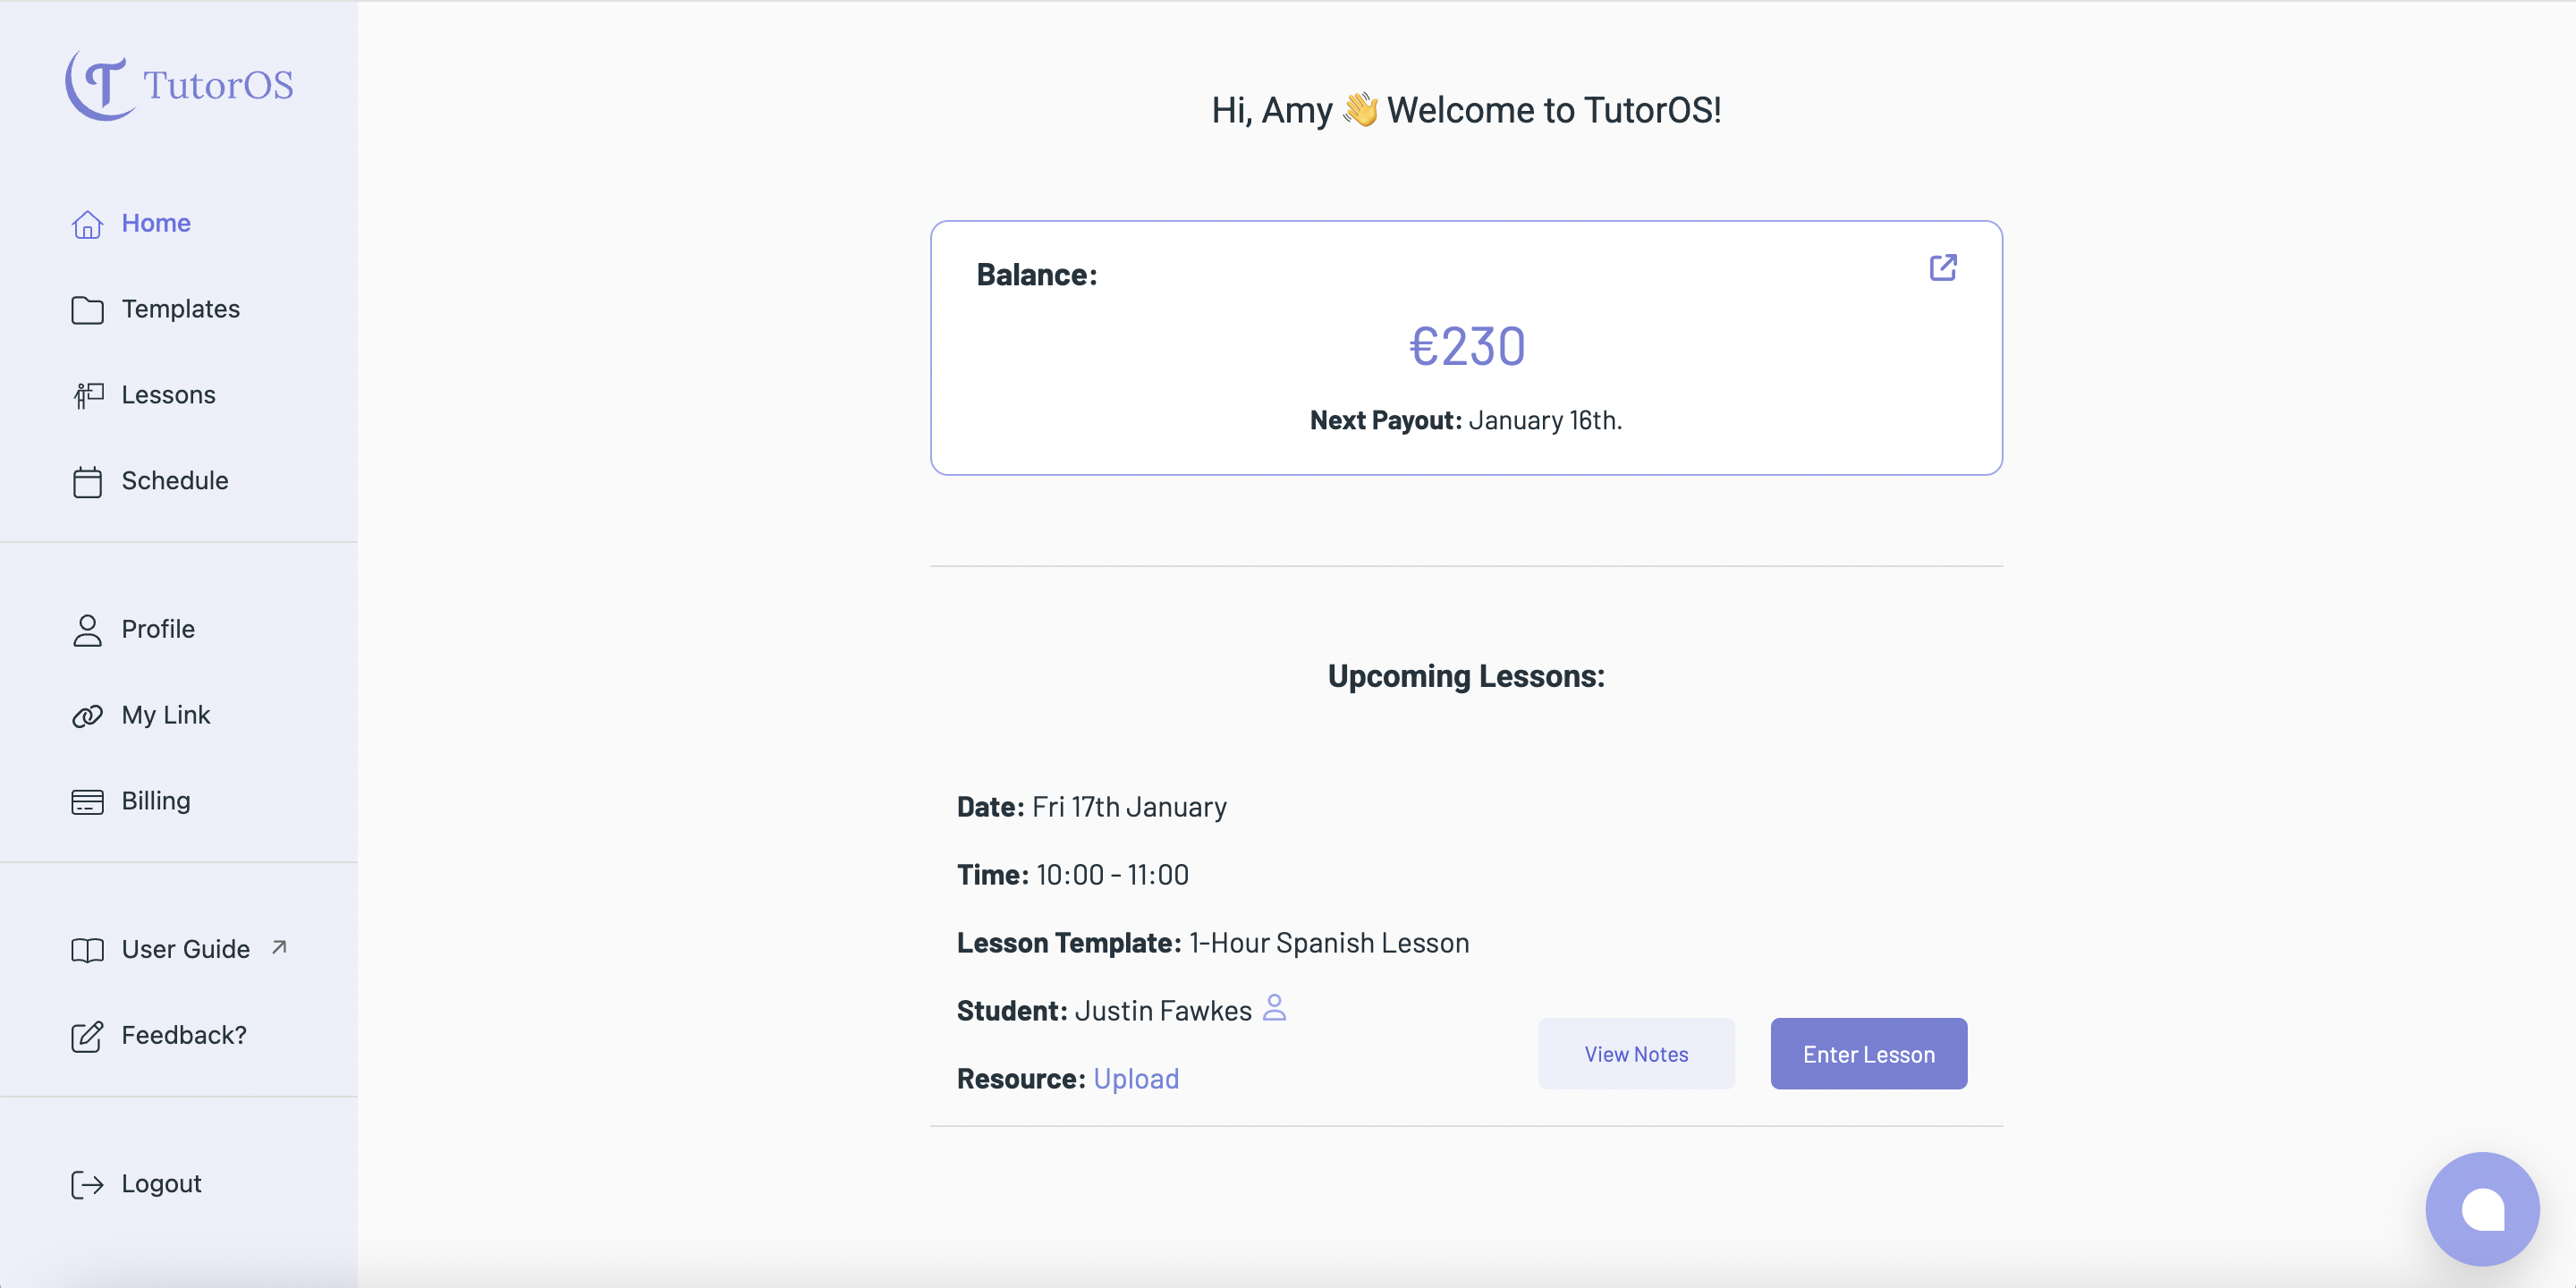 TutorOS
Home
Templates
Lessons
Schedule
Profile
My Link
Billing
User Guide
Feedback?
Logout
Hi, Amy 👋 Welcome to TutorOS!
Balance:
€230
Next Payout: January 16th.
Upcoming Lessons:
Date: Fri 17th January
Time: 10:00 - 11:00
Lesson Template: 1-Hour Spanish Lesson
Student: Justin Fawkes
Resource: Upload
View Notes
Enter Lesson